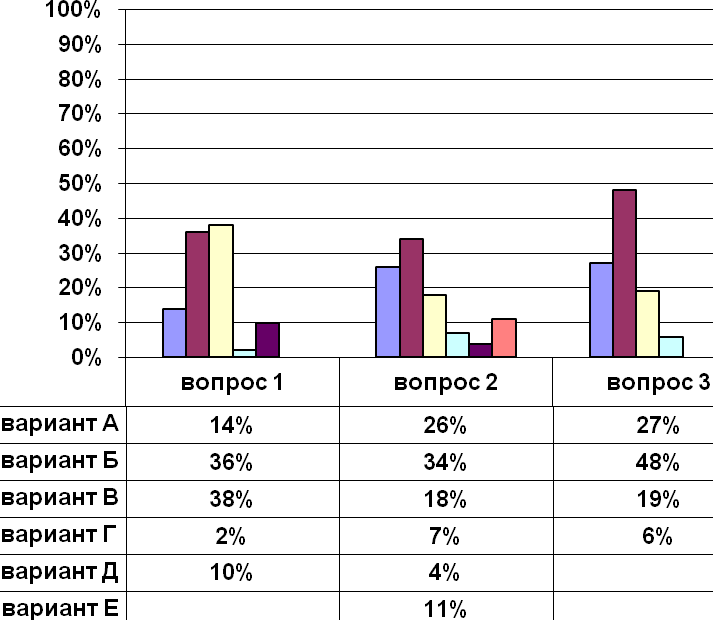 100%
90%
80%
70%
60%
50%
40%
30%
20%
10%
0%
вопрос 1 вопрос 2 вопрос 3
вариант А 14% 26% 27%
вариант Б 36% 34% 48%
вариант В 38% 18% 19%
вариант Г 2% 7% 6%
вариант Д 10% 4%
вариант Е 11%